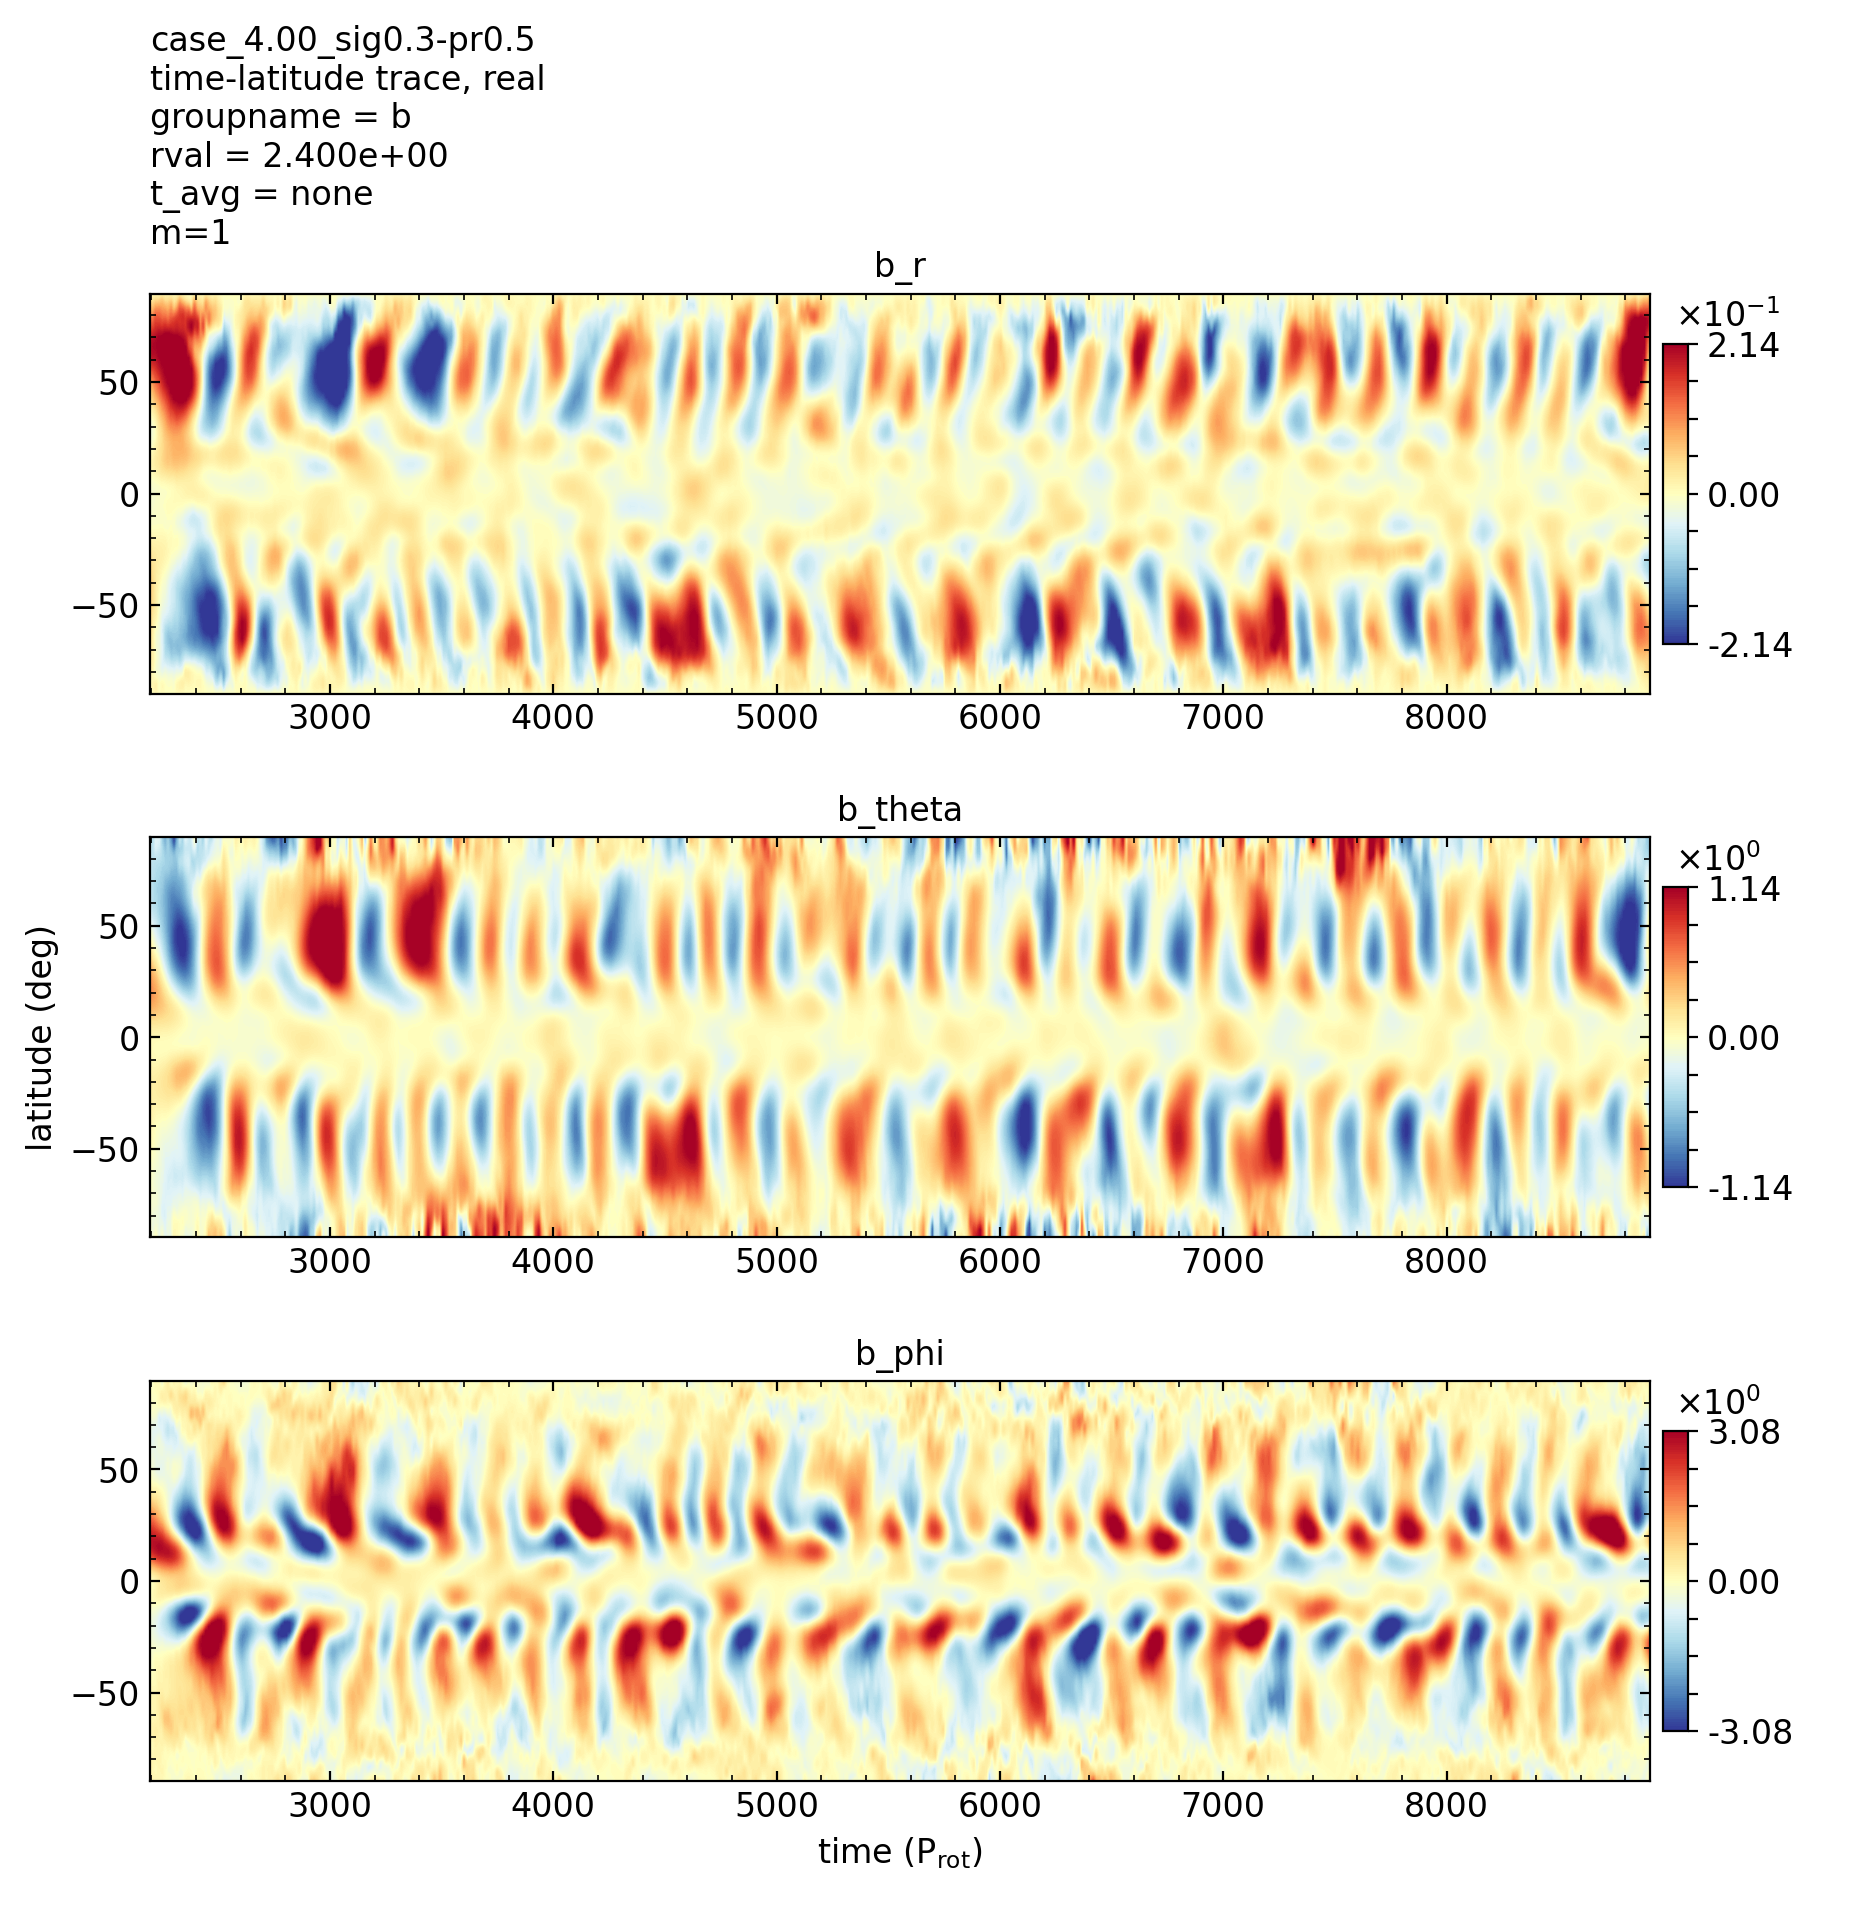 case_4.00_sig0.3-pr0.5
time-latitude trace, real
groupname = b
rval = 2.400e+00
t_avg = none
m=1
b_r
×10⁻¹
2.14
0.00
-2.14
50
0
−50
3000 4000 5000 6000 7000 8000
b_theta
×10⁰
1.14
0.00
-1.14
latitude (deg)
50
0
−50
3000 4000 5000 6000 7000 8000
b_phi
×10⁰
3.08
0.00
-3.08
50
0
−50
3000 4000 5000 6000 7000 8000
time (P_rot)